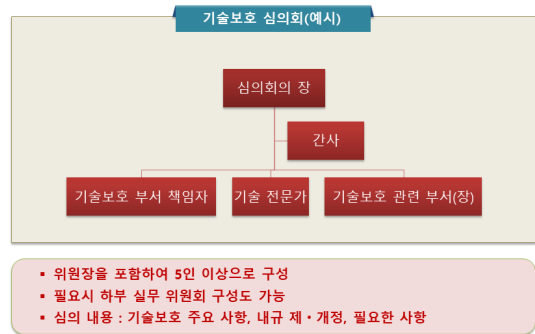 기술보호 심의회(예시)
심의회의 장
간사
기술보호 부서 책임자
기술 전문가
기술보호 관련 부서(장)
▪ 위원장을 포함하여 5인 이상으로 구성
▪ 필요시 하부 실무 위원회 구성도 가능
▪ 심의 내용 : 기술보호 주요 사항, 내규 제·개정, 필요한 사항